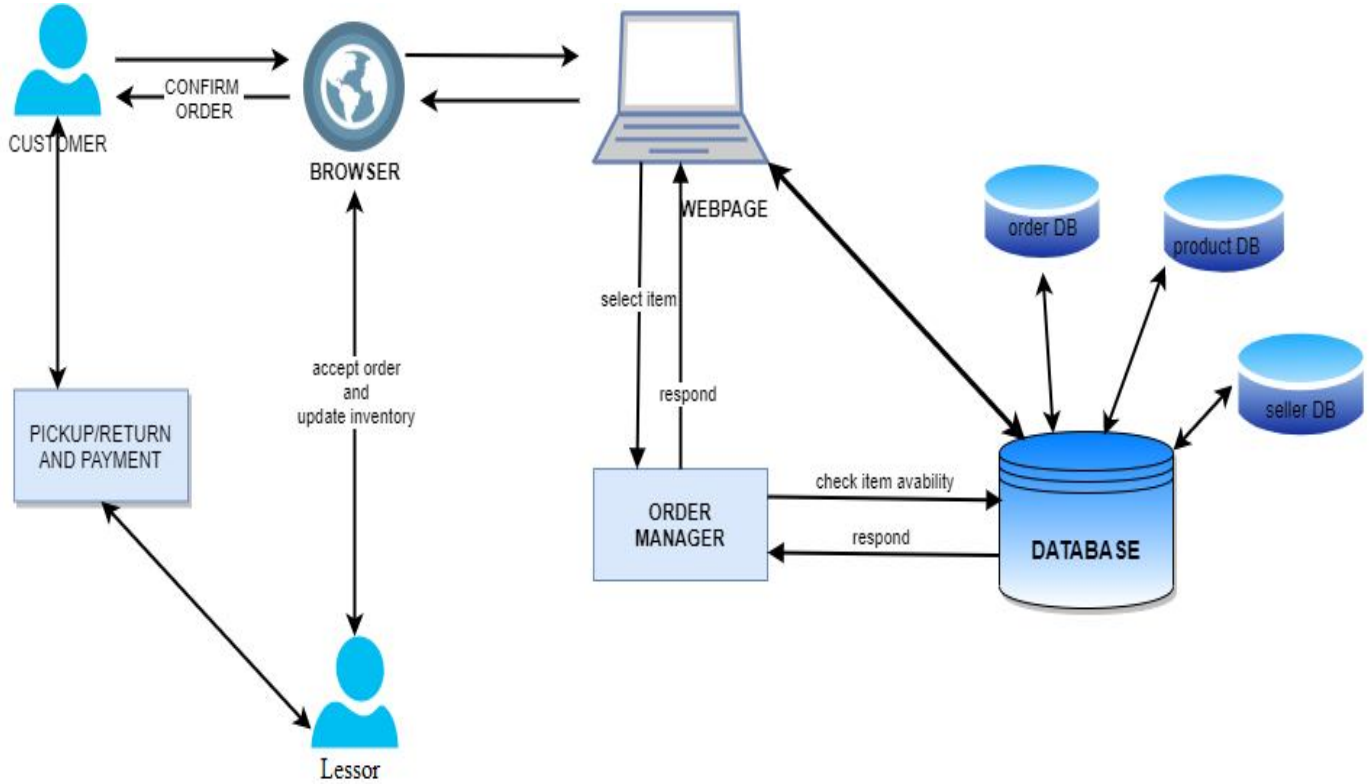 CONFIRM
ORDER
CUSTOMER
BROWSER
WEBPAGE
order DB
product DB
select item
accept order
and
update inventory
respond
seller DB
PICKUP/RETURN
AND PAYMENT
check item avability
ORDER
MANAGER
respond
DATABASE
Lessor